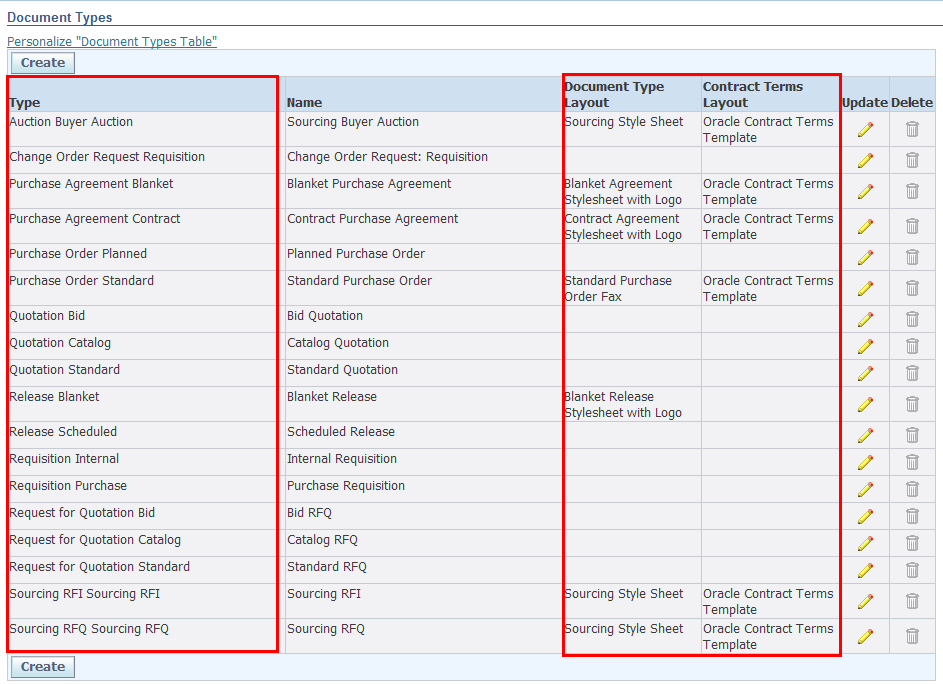 Document Types
Personalize "Document Types Table"
Create
Type Name Document Type Layout Contract Terms Layout Update Delete
Auction Buyer Auction Sourcing Buyer Auction Sourcing Style Sheet Oracle Contract Terms Template
Change Order Request Requisition Change Order Request: Requisition
Purchase Agreement Blanket Blanket Purchase Agreement Blanket Agreement Stylesheet with Logo Oracle Contract Terms Template
Purchase Agreement Contract Contract Purchase Agreement Contract Agreement Stylesheet with Logo Oracle Contract Terms Template
Purchase Order Planned Planned Purchase Order
Purchase Order Standard Standard Purchase Order Standard Purchase Order Fax Oracle Contract Terms Template
Quotation Bid Bid Quotation
Quotation Catalog Catalog Quotation
Quotation Standard Standard Quotation
Release Blanket Blanket Release Blanket Release Stylesheet with Logo
Release Scheduled Scheduled Release
Requisition Internal Internal Requisition
Requisition Purchase Purchase Requisition
Request for Quotation Bid Bid RFQ
Request for Quotation Catalog Catalog RFQ
Request for Quotation Standard Standard RFQ
Sourcing RFI Sourcing RFI Sourcing RFI Sourcing Style Sheet Oracle Contract Terms Template
Sourcing RFQ Sourcing RFQ Sourcing RFQ Sourcing Style Sheet Oracle Contract Terms Template
Create